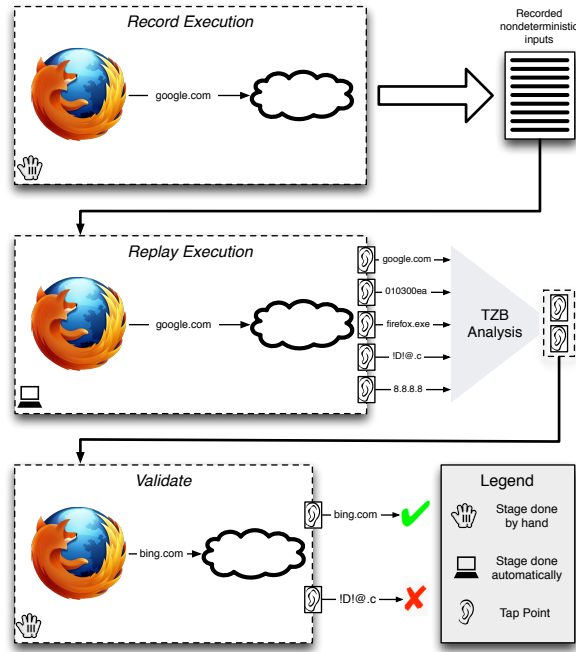 Record Execution
google.com
Recorded
nondeterministic
inputs
Replay Execution
google.com
google.com
010300ea
firefox.exe
!D!@.c
8.8.8.8
TZB
Analysis
Validate
bing.com
bing.com
!D!@.c
Legend
Stage done
by hand
Stage done
automatically
Tap Point